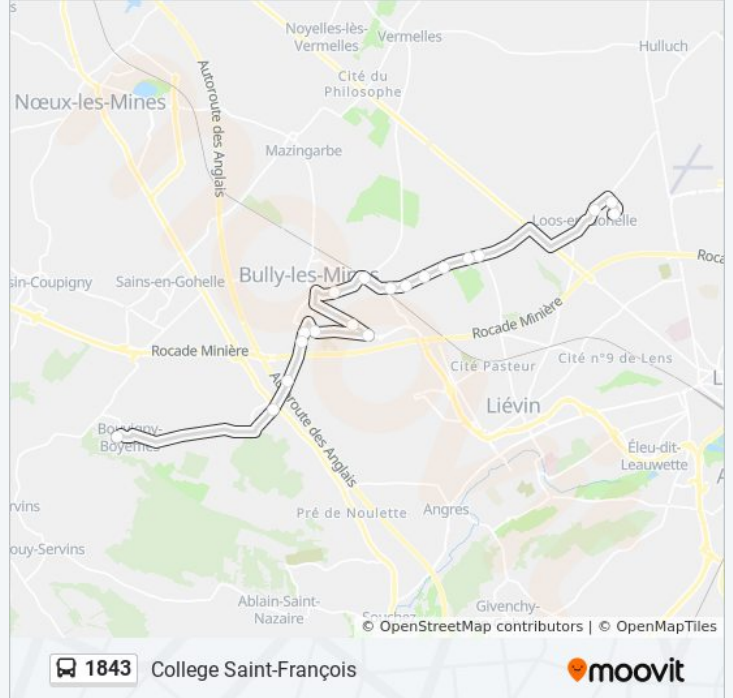 s
Noyelles-lès-
Vermelles
Vermelles
Hulluch
Cité du
Philosophe
Nœux-les-Mines
Autoroute des Anglais
Mazingarbe
Loos-en-Gohelle
Roca
Bully-les-Mines
sin-Coupigny
Sains-en-Gohelle
Rocade Minière
Rocade Minière
Cité Pasteur
Cité n°9 de Lens
L
Liévin
Autoroute des Anglais
Bouvigny-
Boyeffles
Éleu-dit-
Leauwette
A
rvins
Pré de Noulette
Angres
ouy-Servins
Ablain-Saint-
Nazaire
Souchez
Givenchy-
© OpenStreetMap contributors | © OpenMapTiles
1843 College Saint-François
moovit